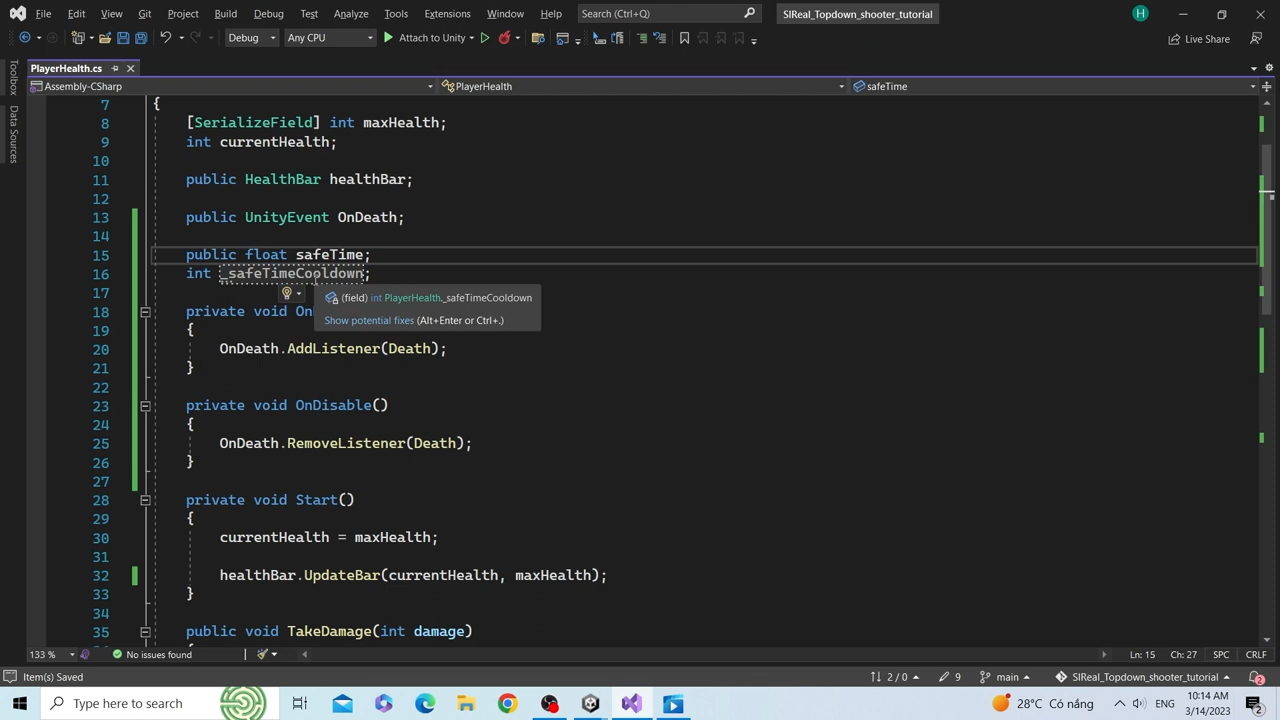 File Edit View Git Project Build Debug Test Analyze Tools Extensions Window Help Search (Ctrl+Q) SIReal_Topdown_shooter_tutorial H
Debug Any CPU Attach to Unity Live Share
PlayerHealth.cs
Assembly-CSharp PlayerHealth safeTime
Toolbox
Data Sources
7 {
8 [SerializeField] int maxHealth;
9 int currentHealth;
10
11 public HealthBar healthBar;
12
13 public UnityEvent OnDeath;
14
15 public float safeTime;
16 int _safeTimeCooldown;
17 (field) int PlayerHealth._safeTimeCooldown
Show potential fixes (Alt+Enter or Ctrl+.)
18 private void On
19 {
20 OnDeath.AddListener(Death);
21 }
22
23 private void OnDisable()
24 {
25 OnDeath.RemoveListener(Death);
26 }
27
28 private void Start()
29 {
30 currentHealth = maxHealth;
31
32 healthBar.UpdateBar(currentHealth, maxHealth);
33 }
34
35 public void TakeDamage(int damage)
133 % No issues found Ln: 15 Ch: 27 SPC CRLF
Item(s) Saved 2 / 0 9 main SIReal_Topdown_shooter_tutorial 2
Type here to search 28°C Có nắng ENG 10:14 AM
3/14/2023 2